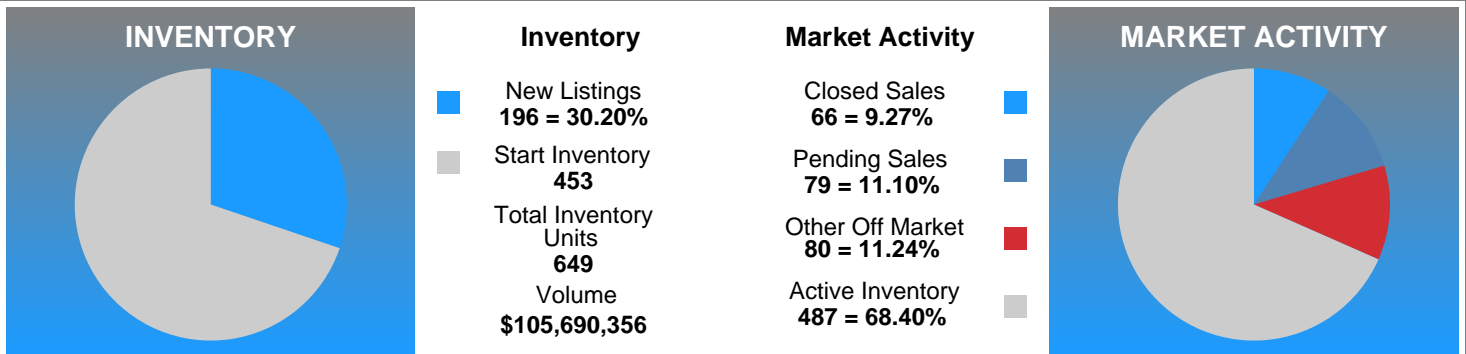 INVENTORY
Inventory
New Listings
196 = 30.20%
Start Inventory
453
Total Inventory
Units
649
Volume
$105,690,356
Market Activity
Closed Sales
66 = 9.27%
Pending Sales
79 = 11.10%
Other Off Market
80 = 11.24%
Active Inventory
487 = 68.40%
MARKET ACTIVITY